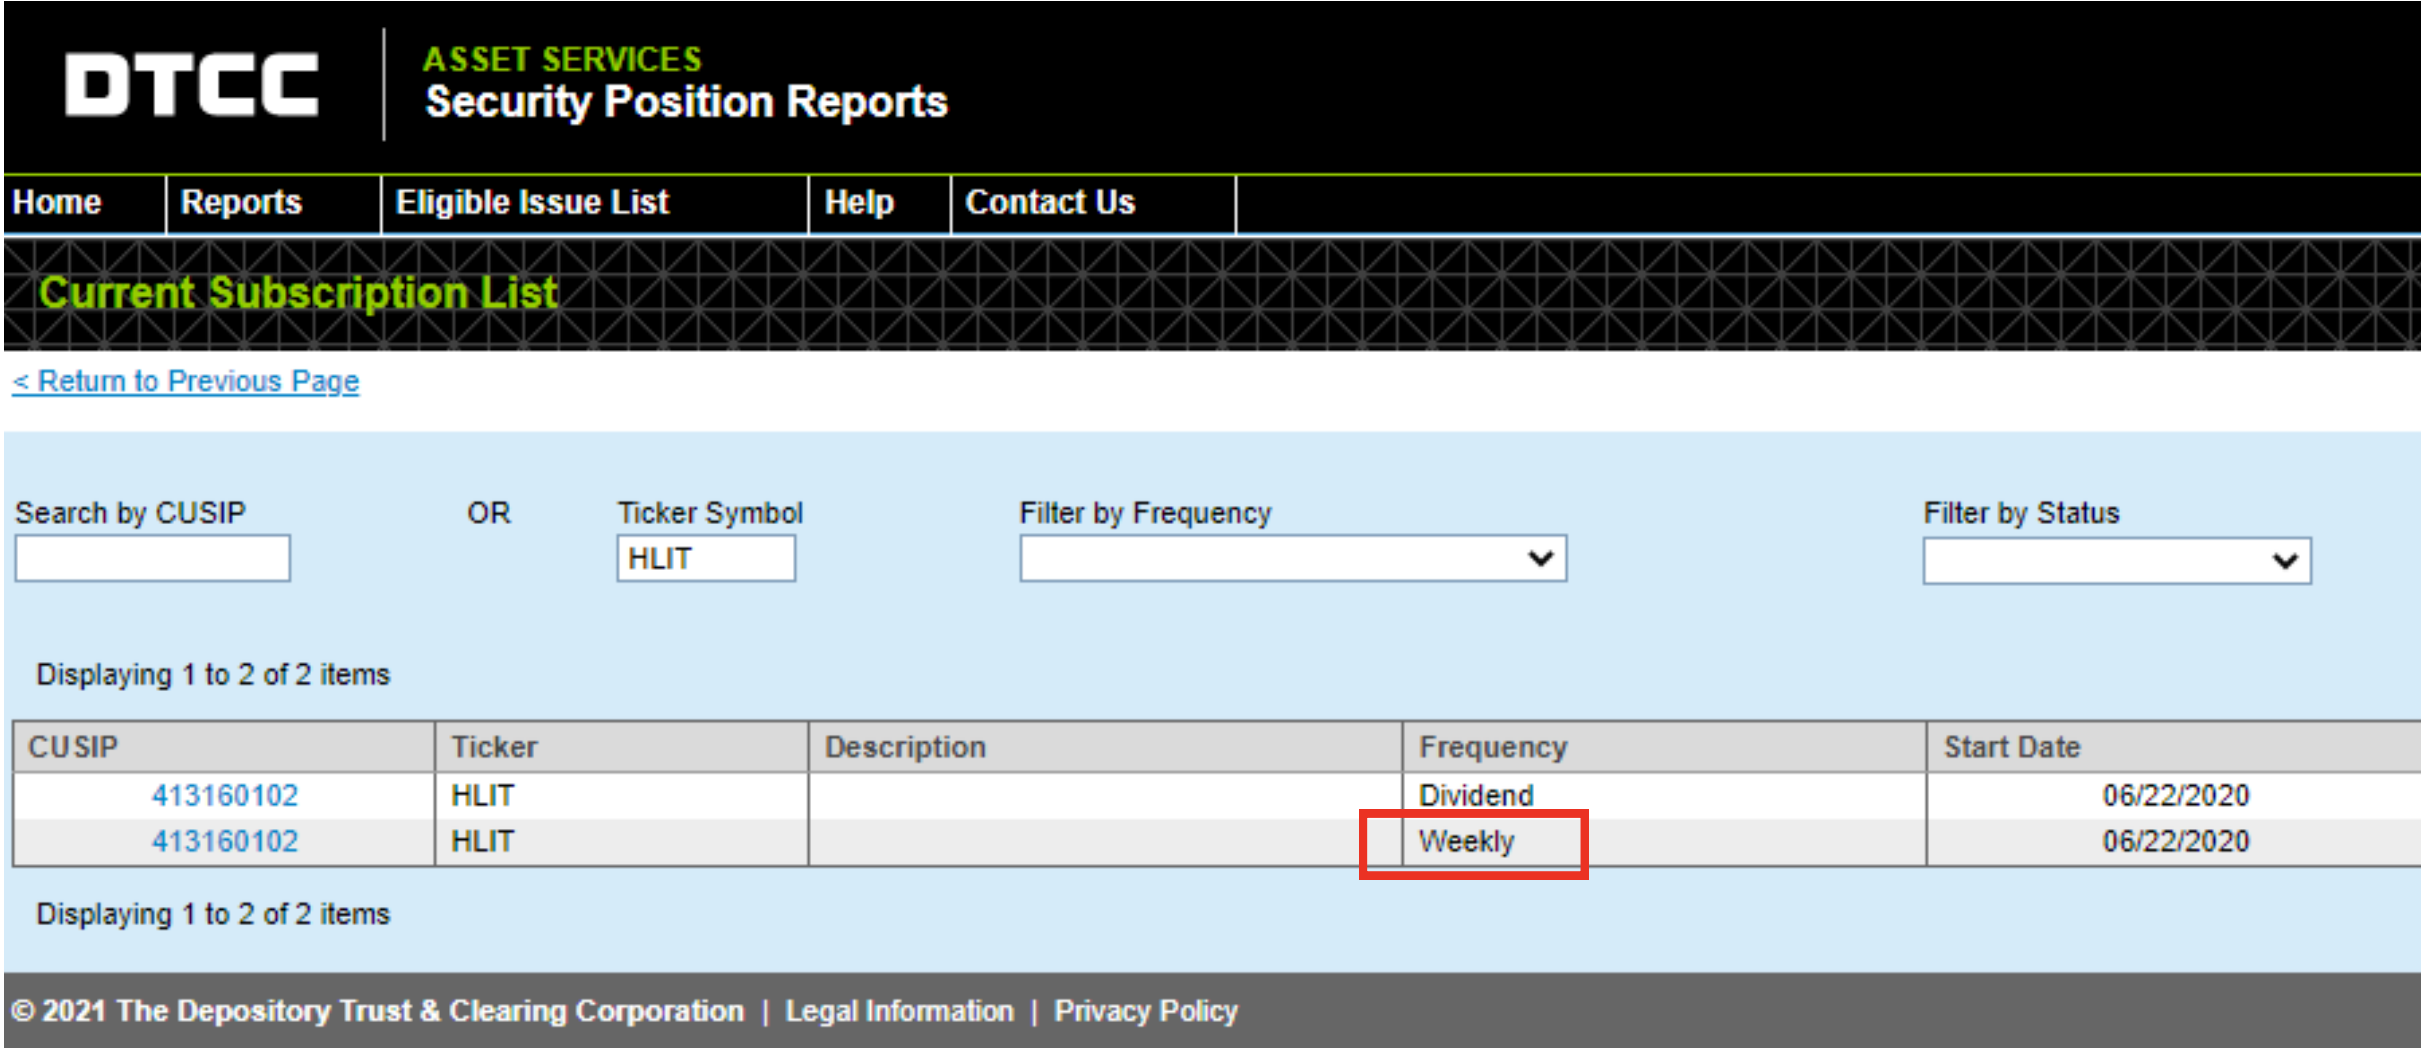 DTCC
ASSET SERVICES
Security Position Reports
Home Reports Eligible Issue List Help Contact Us
Current Subscription List
< Return to Previous Page
Search by CUSIP OR Ticker Symbol Filter by Frequency Filter by Status
HLIT
Displaying 1 to 2 of 2 items
CUSIP Ticker Description Frequency Start Date
413160102 HLIT Dividend 06/22/2020
413160102 HLIT Weekly 06/22/2020
Displaying 1 to 2 of 2 items
© 2021 The Depository Trust & Clearing Corporation | Legal Information | Privacy Policy